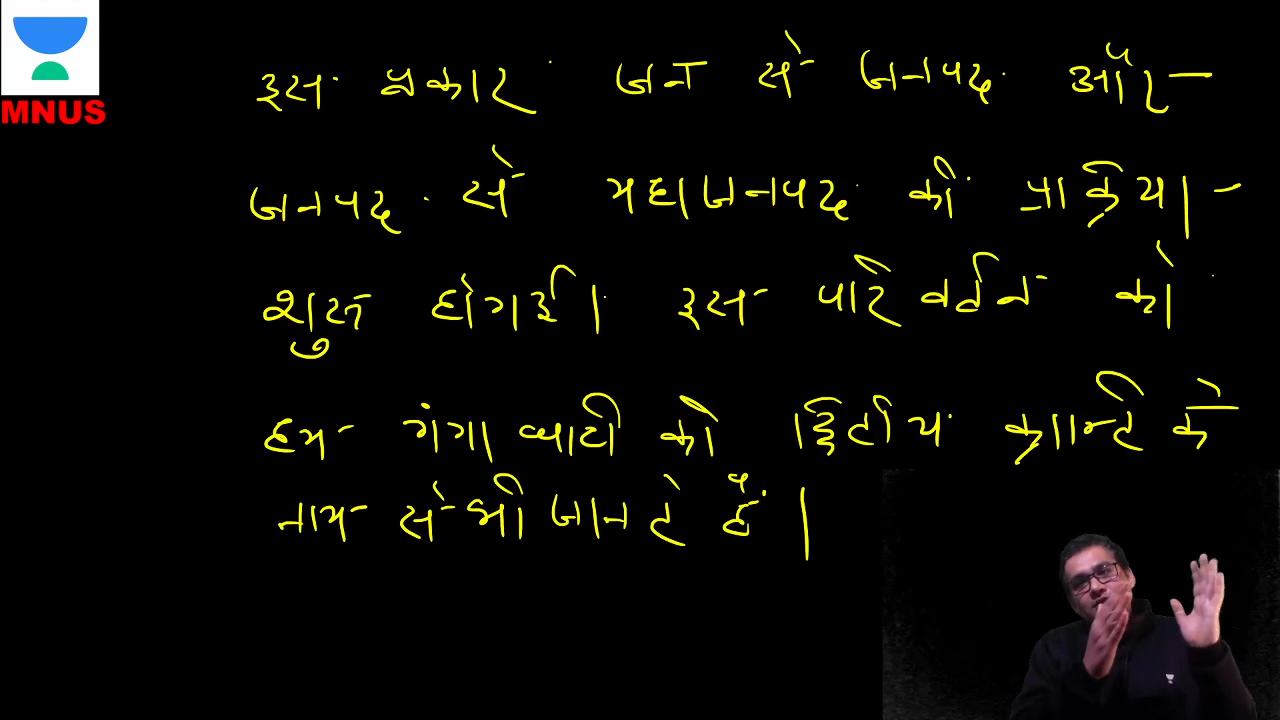 MNUS
इस प्रकार जन से जनपद और
जनपद से महाजनपद की प्रक्रिया
शुरू होगई। इस परिवर्तन को
हम गंगा घाटी की द्वितीय क्रान्ति के
नाम से भी जानते हैं।